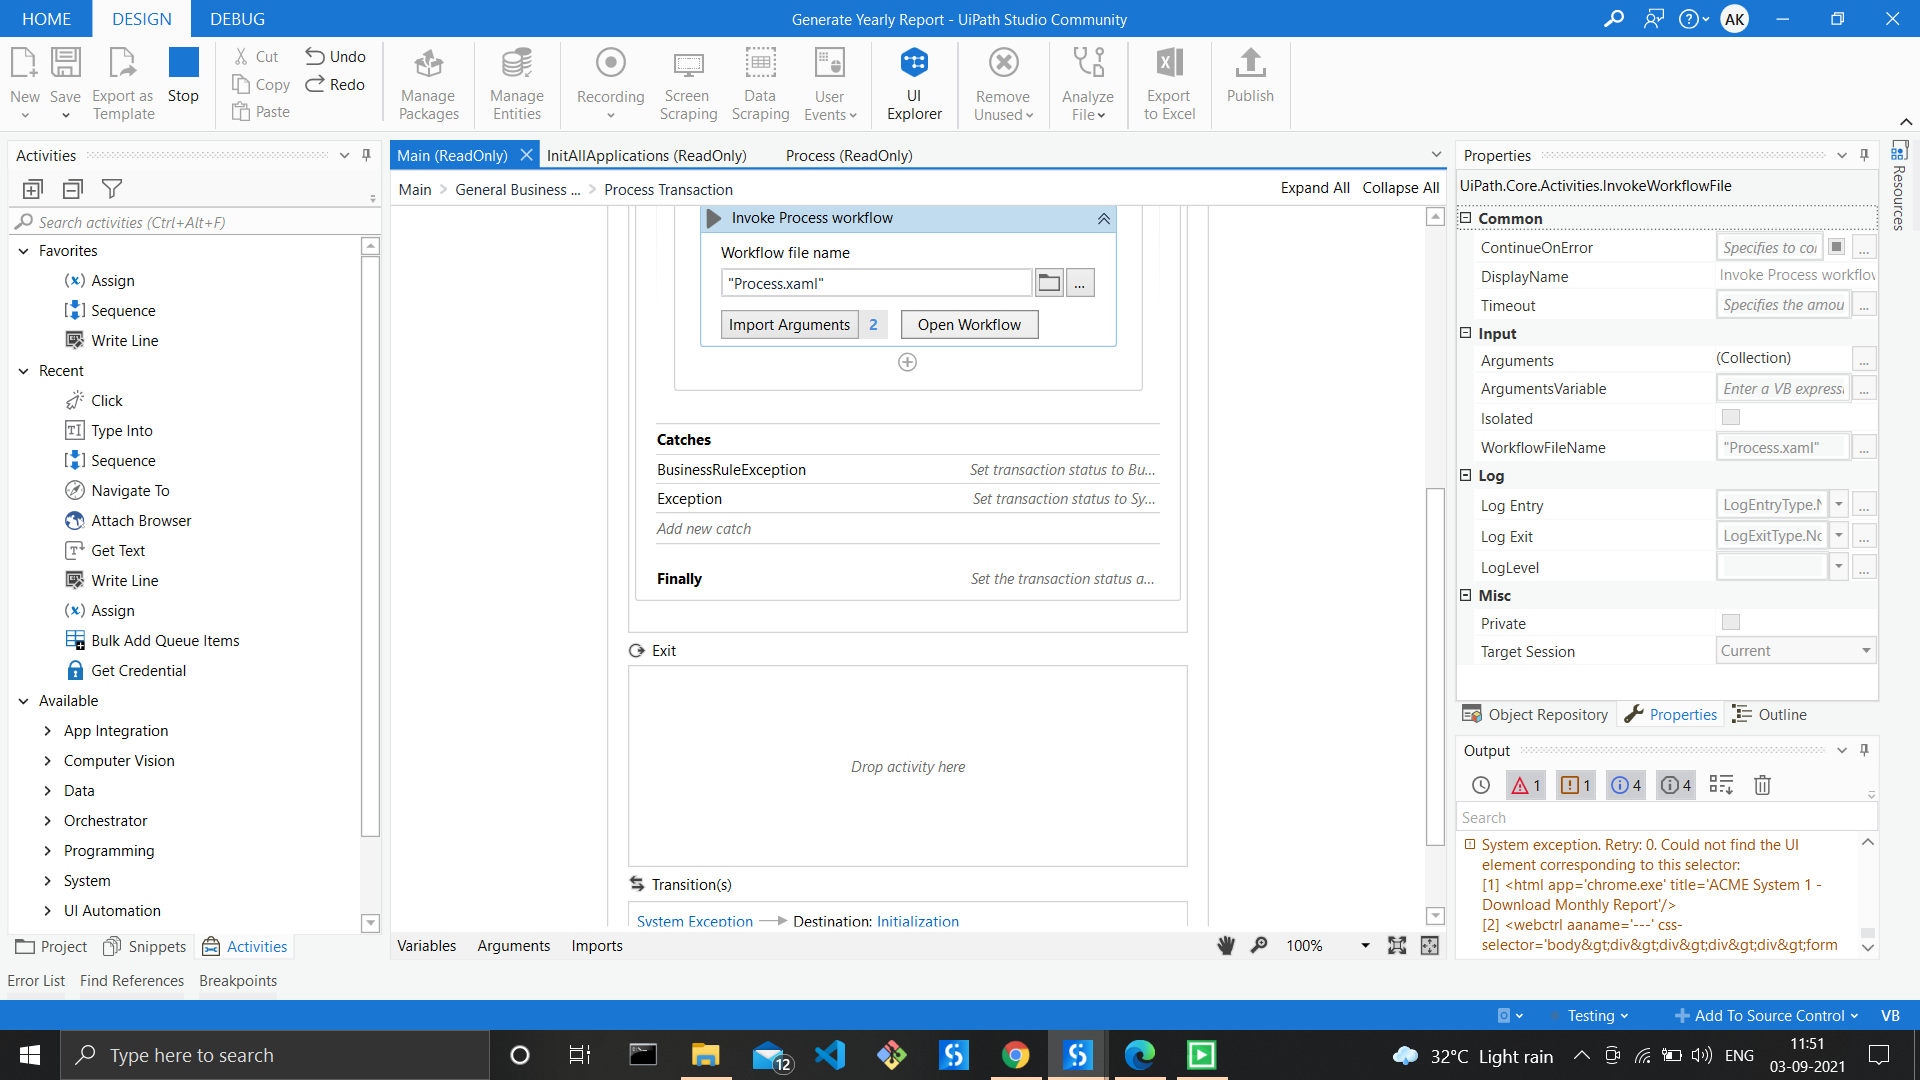 HOME DESIGN DEBUG
Generate Yearly Report - UiPath Studio Community
AK
New
Save
Export as
Template
Stop
Cut
Copy
Paste
Undo
Redo
Manage
Packages
Manage
Entities
Recording
Screen
Scraping
Data
Scraping
User
Events
UI
Explorer
Remove
Unused
Analyze
File
Export
to Excel
Publish
Activities
Search activities (Ctrl+Alt+F)
Favorites
Assign
Sequence
Write Line
Recent
Click
Type Into
Sequence
Navigate To
Attach Browser
Get Text
Write Line
Assign
Bulk Add Queue Items
Get Credential
Available
App Integration
Computer Vision
Data
Orchestrator
Programming
System
UI Automation
Project Snippets Activities
Main (ReadOnly) InitAllApplications (ReadOnly) Process (ReadOnly)
Main > General Business ... > Process Transaction
Expand All Collapse All
Invoke Process workflow
Workflow file name
"Process.xaml"
...
Import Arguments 2 Open Workflow
Catches
BusinessRuleException Set transaction status to Bu...
Exception Set transaction status to Sy...
Add new catch
Finally Set the transaction status a...
Exit
Drop activity here
Transition(s)
System Exception Destination: Initialization
Variables Arguments Imports
100%
Properties
UiPath.Core.Activities.InvokeWorkflowFile
Common
ContinueOnError Specifies to co ...
DisplayName Invoke Process workflov
Timeout Specifies the amou ...
Input
Arguments (Collection) ...
ArgumentsVariable Enter a VB express ...
Isolated
WorkflowFileName "Process.xaml" ...
Log
Log Entry LogEntryType.N ...
Log Exit LogExitType.Nc ...
LogLevel ...
Misc
Private
Target Session Current
Object Repository Properties Outline
Resources
Output
1 1 4 4
Search
System exception. Retry: 0. Could not find the UI
element corresponding to this selector:
[1] <html app='chrome.exe' title='ACME System 1 -
Download Monthly Report'/>
[2] <webctrl aaname='---' css-
selector='body&gt;div&gt;div&gt;div&gt;div&gt;form
Error List Find References Breakpoints
Testing
Add To Source Control
VB
Type here to search
12
32°C Light rain
ENG
11:51
03-09-2021